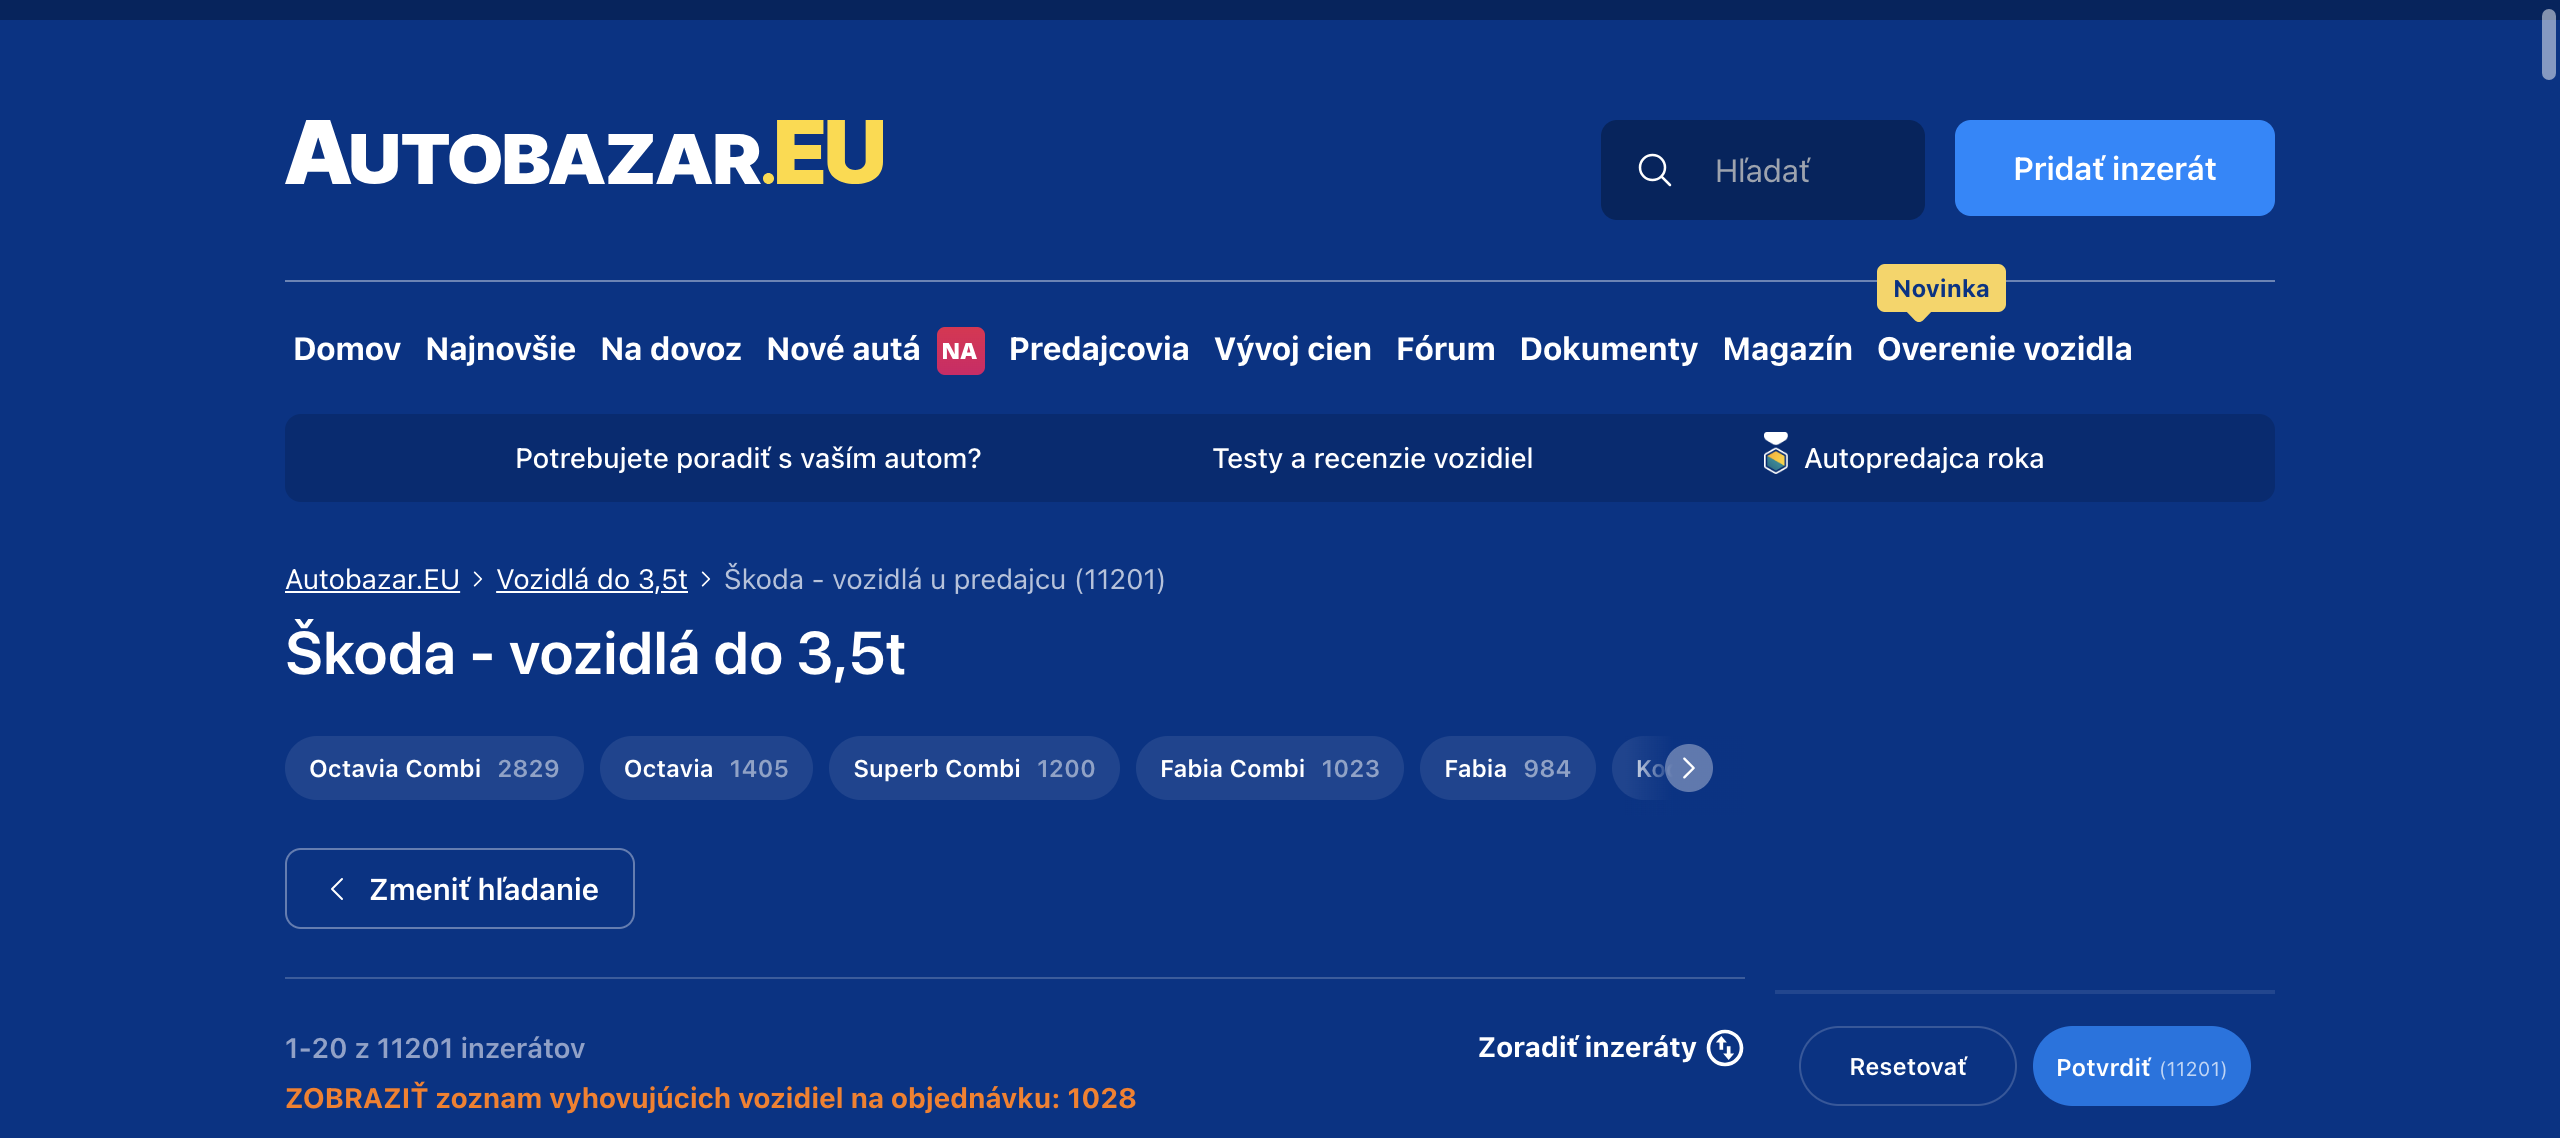 AUTOBAZAR.EU
Hľadať
Pridať inzerát
Novinka
Domov Najnovšie Na dovoz Nové autá NA Predajcovia Vývoj cien Fórum Dokumenty Magazín Overenie vozidla
Potrebujete poradiť s vaším autom? Testy a recenzie vozidiel Autopredajca roka
Autobazar.EU > Vozidlá do 3,5t > Škoda - vozidlá u predajcu (11201)
Škoda - vozidlá do 3,5t
Octavia Combi 2829 Octavia 1405 Superb Combi 1200 Fabia Combi 1023 Fabia 984
Zmeniť hľadanie
1-20 z 11201 inzerátov
Zoradiť inzeráty
Resetovať Potvrdiť (11201)
ZOBRAZIŤ zoznam vyhovujúcich vozidiel na objednávku: 1028